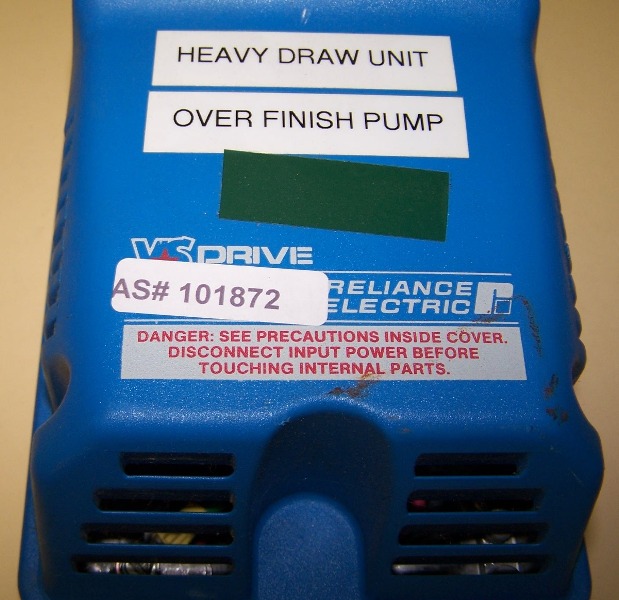 HEAVY DRAW UNIT
OVER FINISH PUMP
VS DRIVE
AS# 101872
RELIANCE
ELECTRIC
DANGER: SEE PRECAUTIONS INSIDE COVER.
DISCONNECT INPUT POWER BEFORE
TOUCHING INTERNAL PARTS.